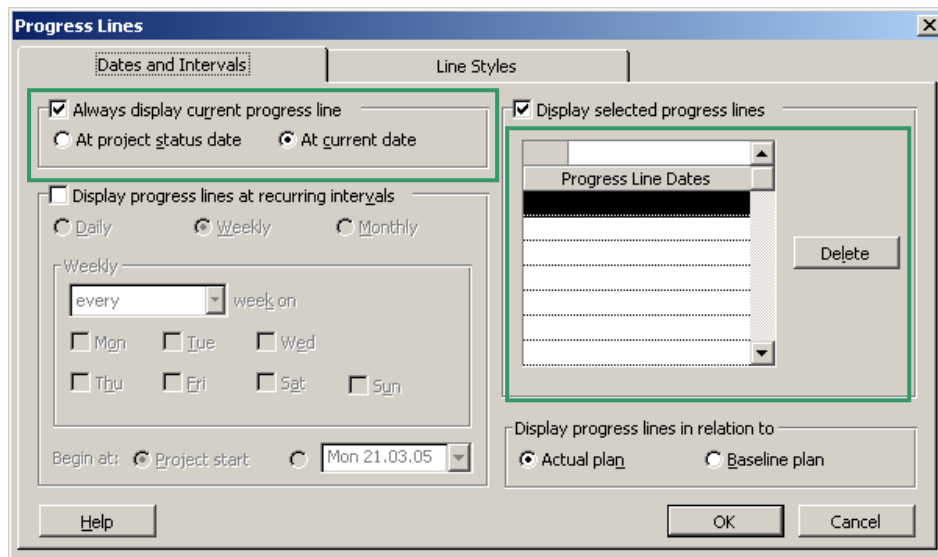 Progress Lines
Dates and Intervals
Line Styles
Always display current progress line
At project status date
At current date
Display progress lines at recurring intervals
Daily
Weekly
Monthly
Weekly
every
week on
Mon
Tue
Wed
Thu
Fri
Sat
Sun
Begin at:
Project start
Mon 21.03.05
Display selected progress lines
Progress Line Dates
Delete
Display progress lines in relation to
Actual plan
Baseline plan
Help
OK
Cancel